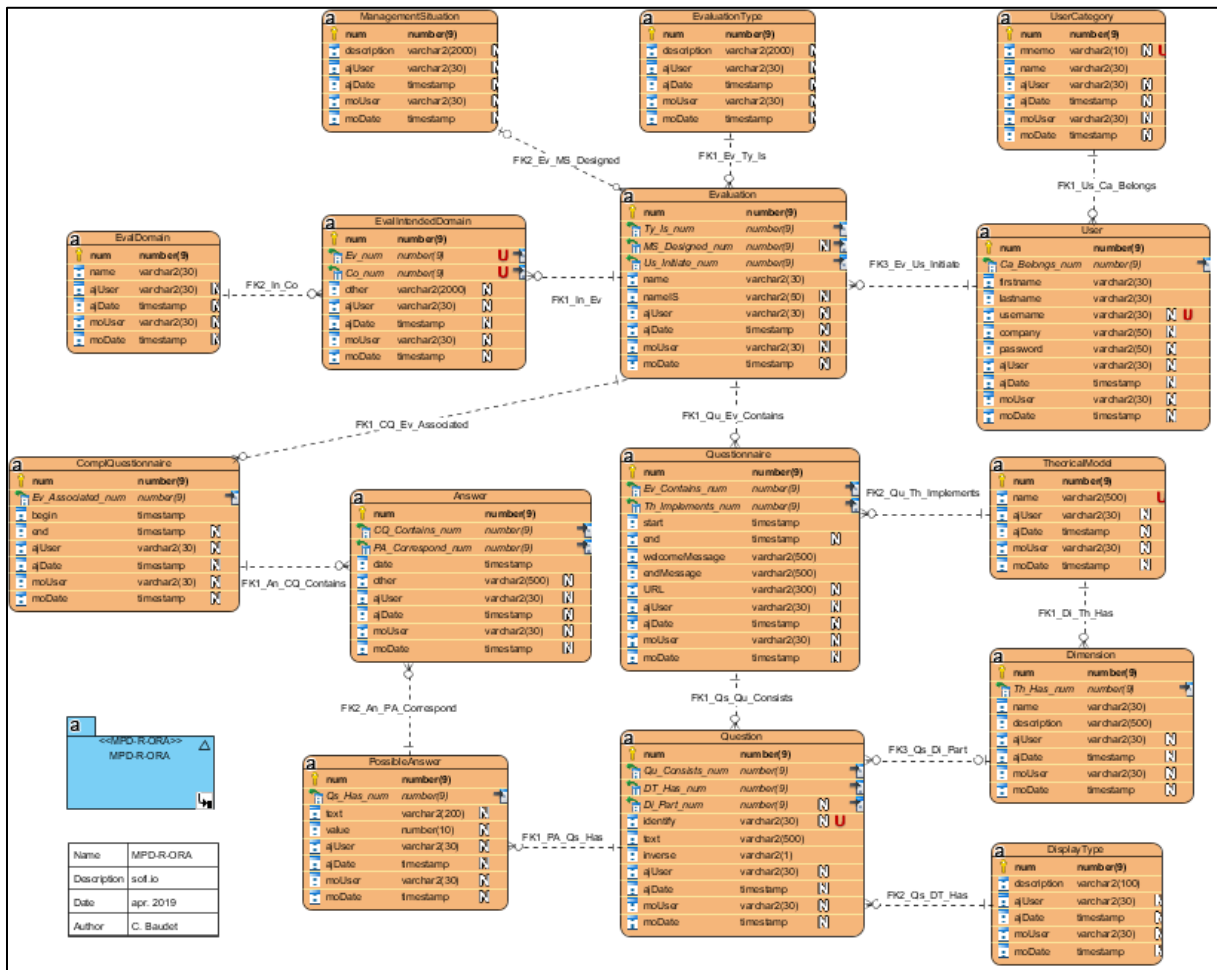 a
ManagementSituation
num number(9)
description varchar2(2000) N
ajUser varchar2(30) N
ajDate timestamp N
moUser varchar2(30) N
moDate timestamp N
a
EvaluationType
num number(9)
description varchar2(2000) N
ajUser varchar2(30) N
ajDate timestamp N
moUser varchar2(30) N
moDate timestamp N
a
UserCategory
num number(9)
mnemo varchar2(10) N U
name varchar2(30)
ajUser varchar2(30) N
ajDate timestamp N
moUser varchar2(30) N
moDate timestamp N
FK2_Ev_MS_Designed
FK1_Ev_Ty_Is
FK1_Us_Ca_Belongs
a
EvalDomain
num number(9)
name varchar2(30)
ajUser varchar2(30) N
ajDate timestamp N
moUser varchar2(30) N
moDate timestamp N
FK2_In_Co
a
EvalIntendedDomain
num number(9)
Ev_num number(9) U
Co_num number(9) U
other varchar2(2000) N
ajUser varchar2(30) N
ajDate timestamp N
moUser varchar2(30) N
moDate timestamp N
FK1_In_Ev
a
Evaluation
num number(9)
Ty_Is_num number(9)
MS_Designed_num number(9) N
Us_Initiate_num number(9)
name varchar2(30)
nameIS varchar2(50) N
ajUser varchar2(30) N
ajDate timestamp N
moUser varchar2(30) N
moDate timestamp N
FK3_Ev_Us_Initiate
a
User
num number(9)
Ca_Belongs_num number(9)
firstname varchar2(30)
lastname varchar2(30)
username varchar2(30) N U
company varchar2(50) N
password varchar2(50) N
ajUser varchar2(30) N
ajDate timestamp N
moUser varchar2(30) N
moDate timestamp N
FK1_CQ_Ev_Associated
FK1_Qu_Ev_Contains
a
ComplQuestionnaire
num number(9)
Ev_Associated_num number(9)
begin timestamp
end timestamp N
ajUser varchar2(30) N
ajDate timestamp N
moUser varchar2(30) N
moDate timestamp N
FK1_An_CQ_Contains
a
Answer
num number(9)
CQ_Contains_num number(9)
PA_Correspond_num number(9)
date timestamp
other varchar2(500) N
ajUser varchar2(30) N
ajDate timestamp N
moUser varchar2(30) N
moDate timestamp N
FK2_An_PA_Correspond
a
Questionnaire
num number(9)
Ev_Contains_num number(9)
Th_Implements_num number(9)
start timestamp
end timestamp N
welcomeMessage varchar2(500)
endMessage varchar2(500)
URL varchar2(300) N
ajUser varchar2(30) N
ajDate timestamp N
moUser varchar2(30) N
moDate timestamp N
FK2_Qu_Th_Implements
a
TheoricalModel
num number(9)
name varchar2(500) U
ajUser varchar2(30) N
ajDate timestamp N
moUser varchar2(30) N
moDate timestamp N
FK1_Di_Th_Has
FK1_Qs_Qu_Consists
a
Dimension
num number(9)
Th_Has_num number(9)
name varchar2(30)
description varchar2(500)
ajUser varchar2(30) N
ajDate timestamp N
moUser varchar2(30) N
moDate timestamp N
FK3_Qs_Di_Part
a
<<MPD-R-ORA>>
MPD-R-ORA
a
PossibleAnswer
num number(9)
Qs_Has_num number(9)
text varchar2(200) N
value number(10) N
ajUser varchar2(30) N
ajDate timestamp N
moUser varchar2(30) N
moDate timestamp N
FK1_PA_Qs_Has
a
Question
num number(9)
Qu_Consists_num number(9)
DT_Has_num number(9)
Di_Part_num number(9) N
identify varchar2(30) N U
text varchar2(500)
inverse varchar2(1)
ajUser varchar2(30) N
ajDate timestamp N
moUser varchar2(30) N
moDate timestamp N
FK2_Qs_DT_Has
a
DisplayType
num number(9)
description varchar2(100)
ajUser varchar2(30) N
ajDate timestamp N
moUser varchar2(30) N
moDate timestamp N
Name MPD-R-ORA
Description sofl.io
Date apr. 2019
Author C. Baudet